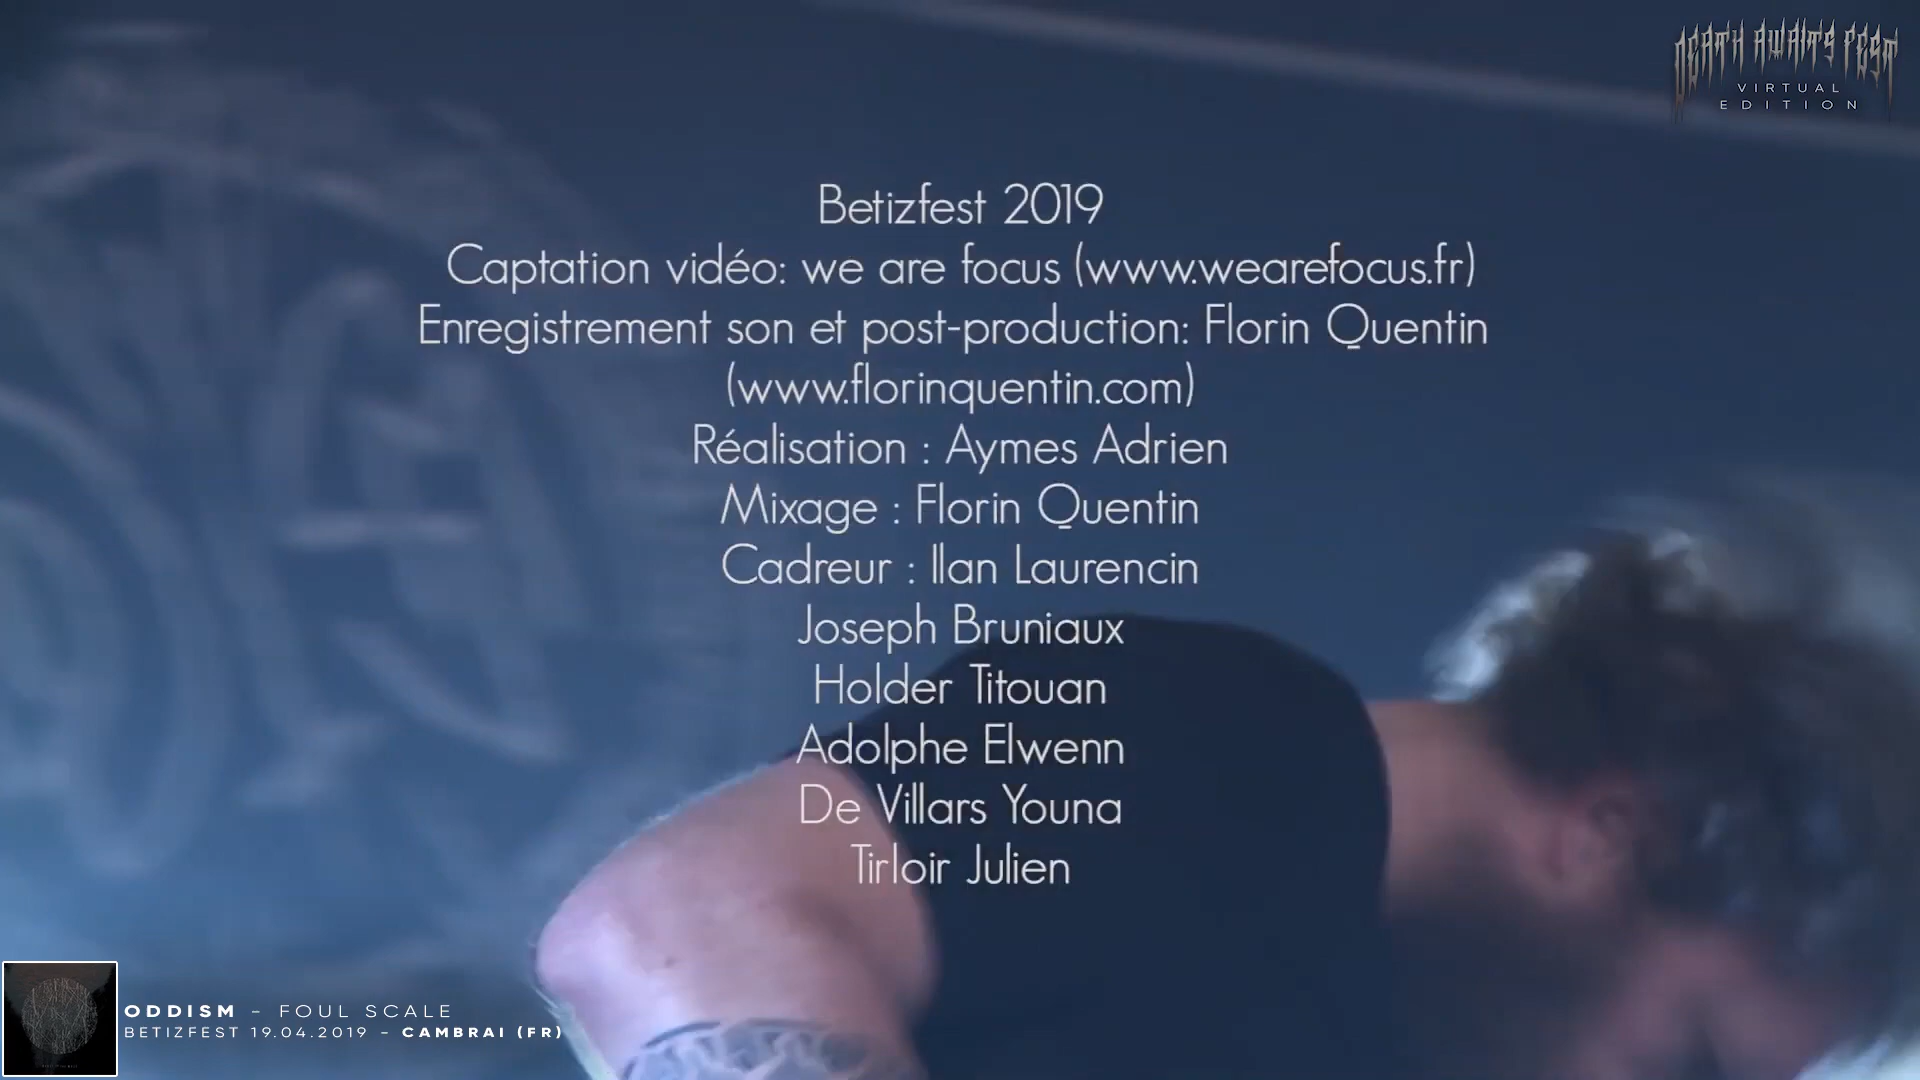 DEATH AWAITS FEST
VIRTUAL
EDITION
Betizfest 2019
Captation vidéo: we are focus (www.wearefocus.fr)
Enregistrement son et post-production: Florin Quentin
(www.florinquentin.com)
Réalisation : Aymes Adrien
Mixage : Florin Quentin
Cadreur : Ilan Laurencin
Joseph Bruniaux
Holder Titouan
Adolphe Elwenn
De Villars Youna
Tirloir Julien
ODDISM - FOUL SCALE
BETIZFEST 19.04.2019 - CAMBRAI (FR)